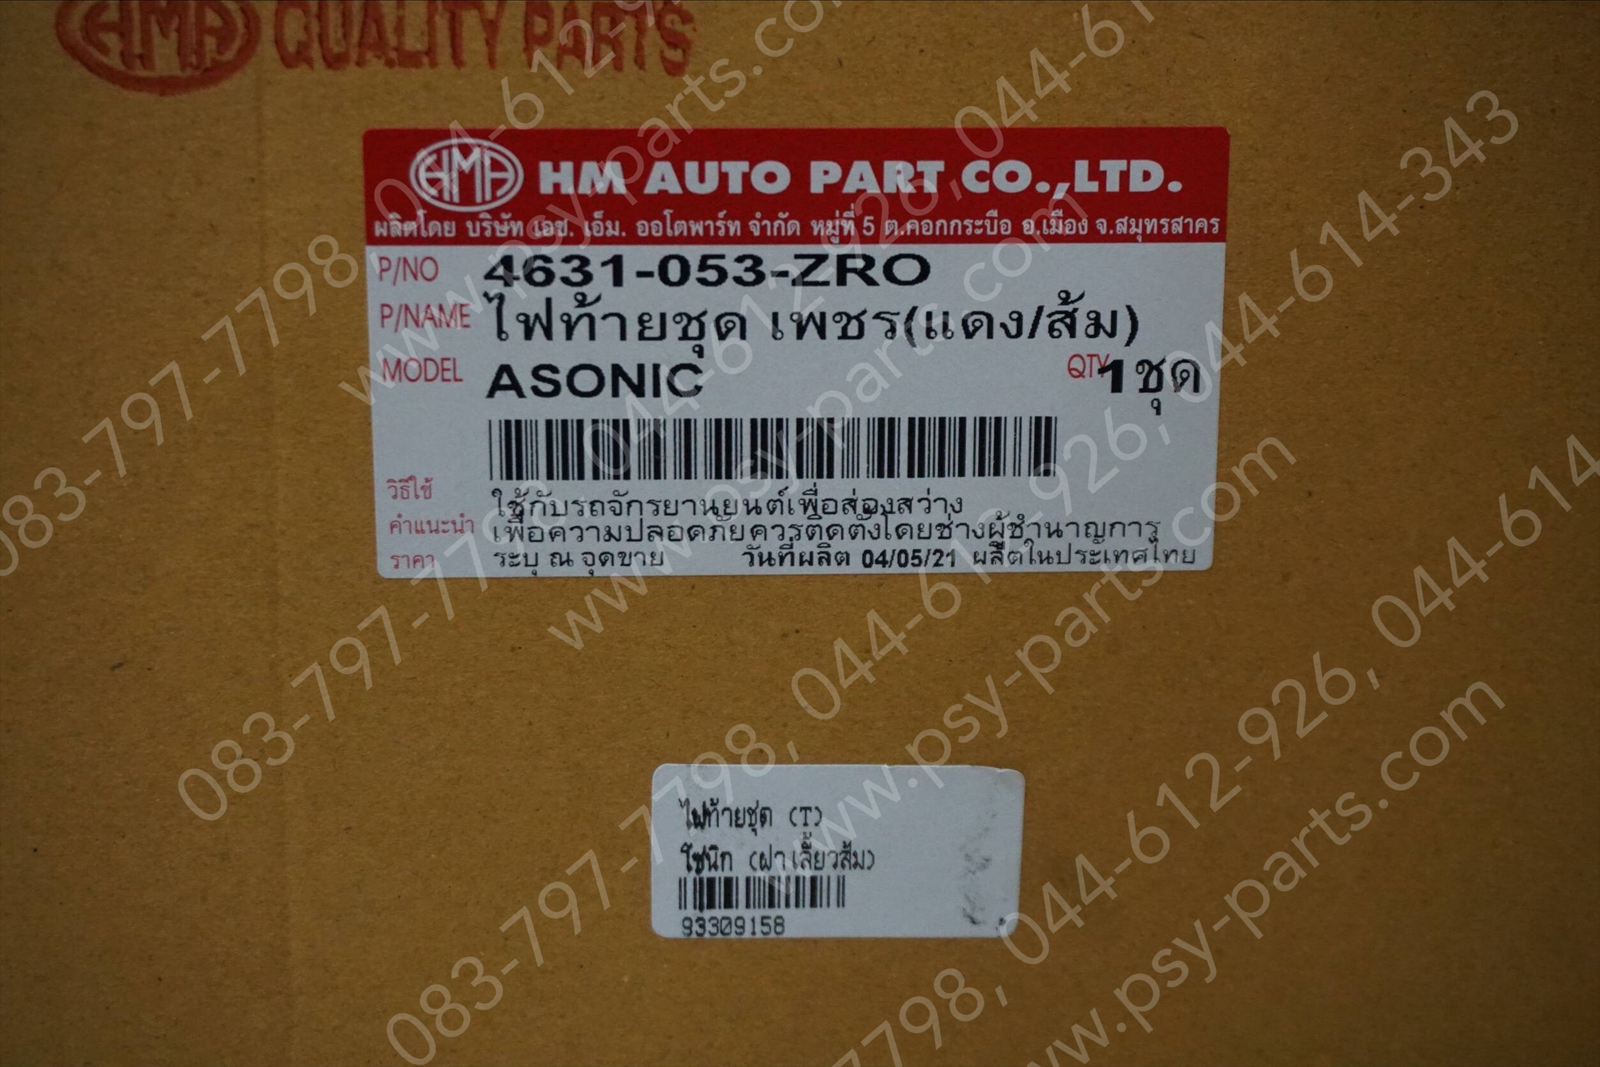 HMA QUALITY PARTS
HMA HM AUTO PART CO.,LTD.
ผลิตโดย บริษัท เอช. เอ็ม. ออโตพาร์ท จำกัด หมู่ที่ 5 ต.คอกกระบือ อ.เมือง จ.สมุทรสาคร
P/NO 4631-053-ZRO
P/NAME ไฟท้ายชุด เพชร(แดง/ส้ม)
MODEL ASONIC QTY 1 ชุด
วิธีใช้ ใช้กับรถจักรยานยนต์เพื่อส่องสว่าง
คำแนะนำ เพื่อความปลอดภัยควรติดตั้งโดยช่างผู้ชำนาญการ
ราคา ระบุ ณ จุดขาย วันที่ผลิต 04/05/21 ผลิตในประเทศไทย
ไฟท้ายชุด (T)
โซนิก (ฝาเลี้ยวส้ม)
93309158
083-797-7798, 044-612-926, 044-614-343
www.psy-parts.com